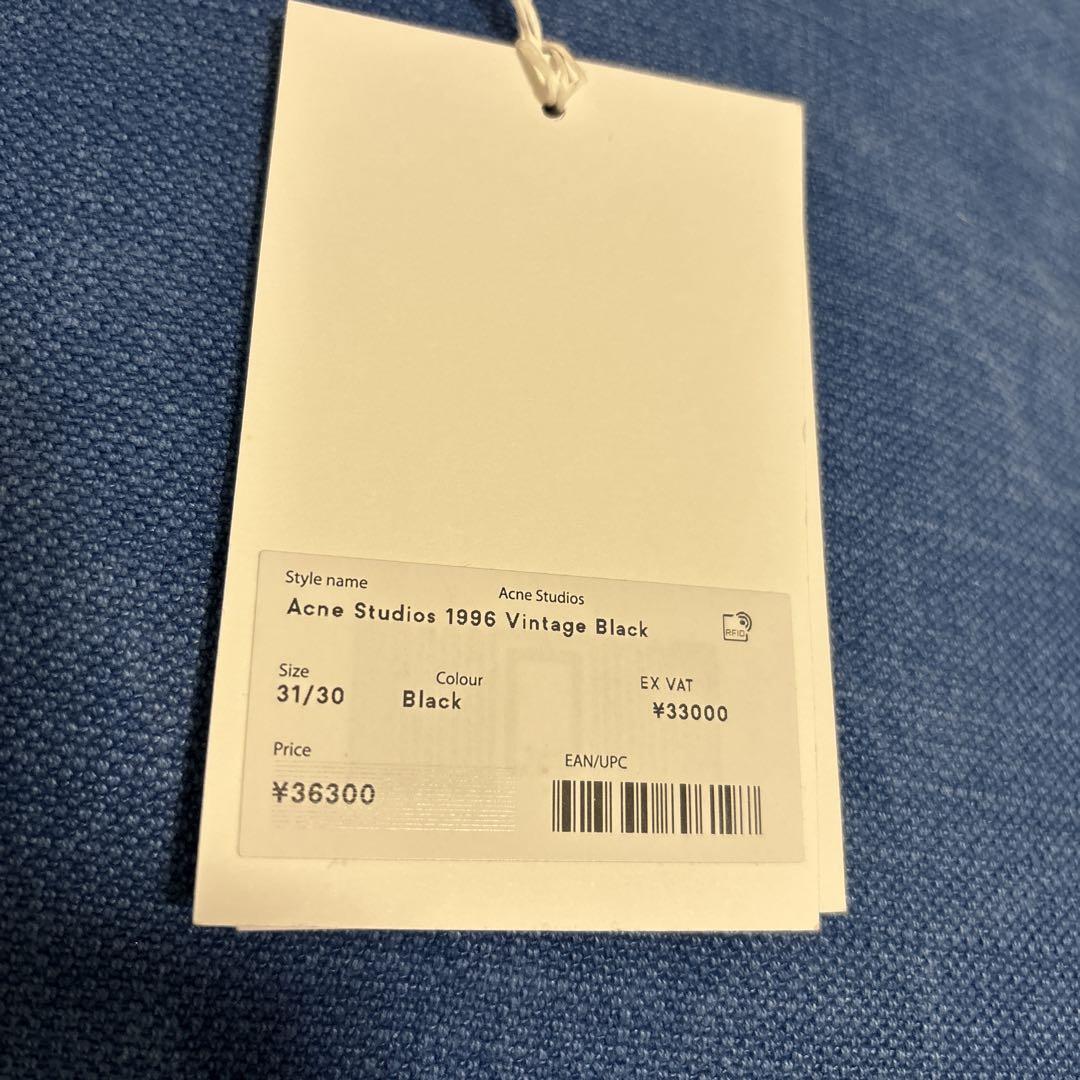 Style name
Acne Studios
Acne Studios 1996 Vintage Black
RFID
Size
31/30
Colour
Black
EX VAT
¥33000
Price
¥36300
EAN/UPC